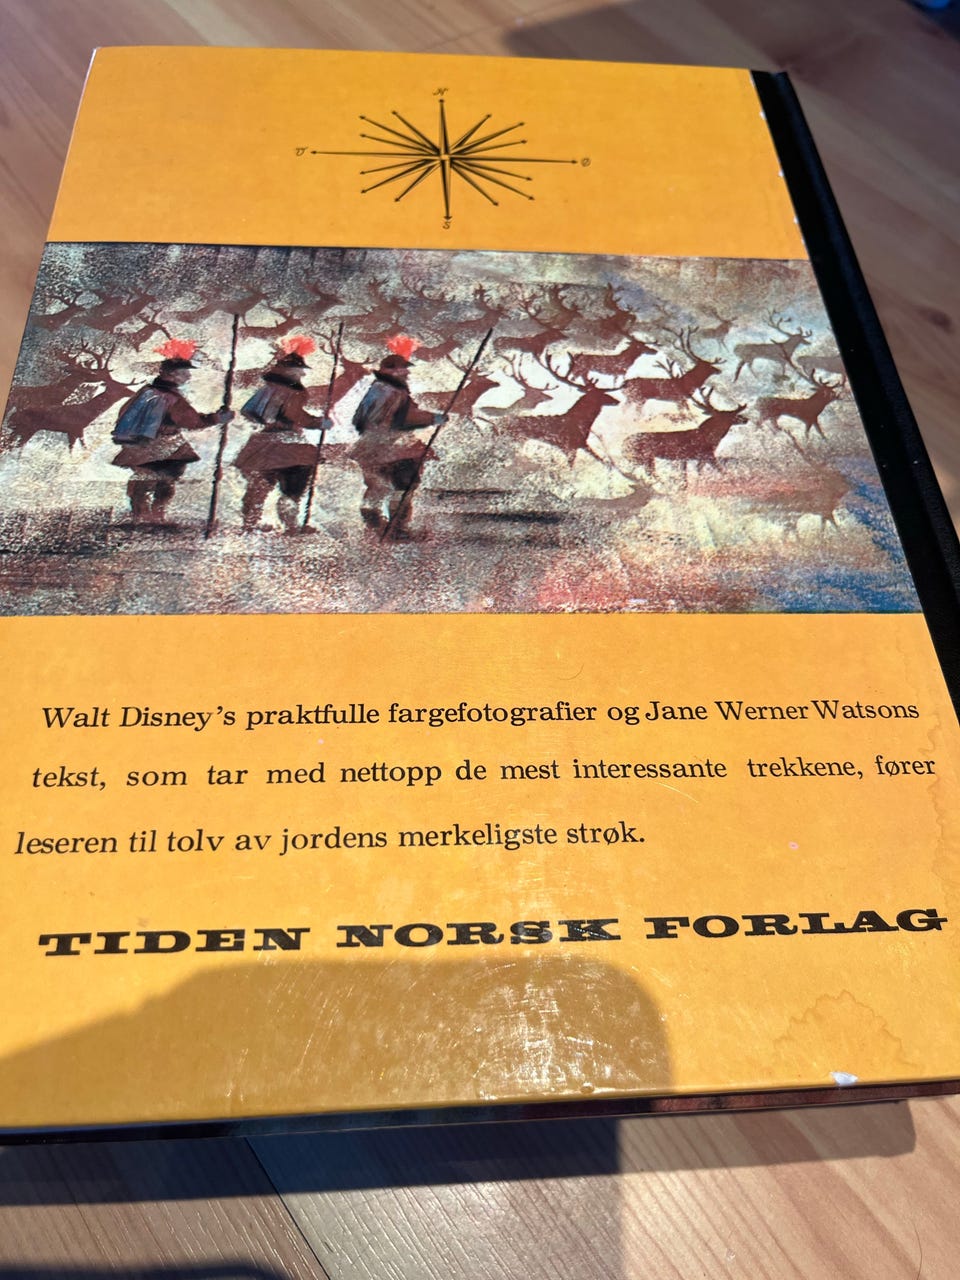 N
V Ø
S
Walt Disney's praktfulle fargefotografier og Jane Werner Watsons
tekst, som tar med nettopp de mest interessante trekkene, fører
leseren til tolv av jordens merkeligste strøk.
TIDEN NORSK FORLAG